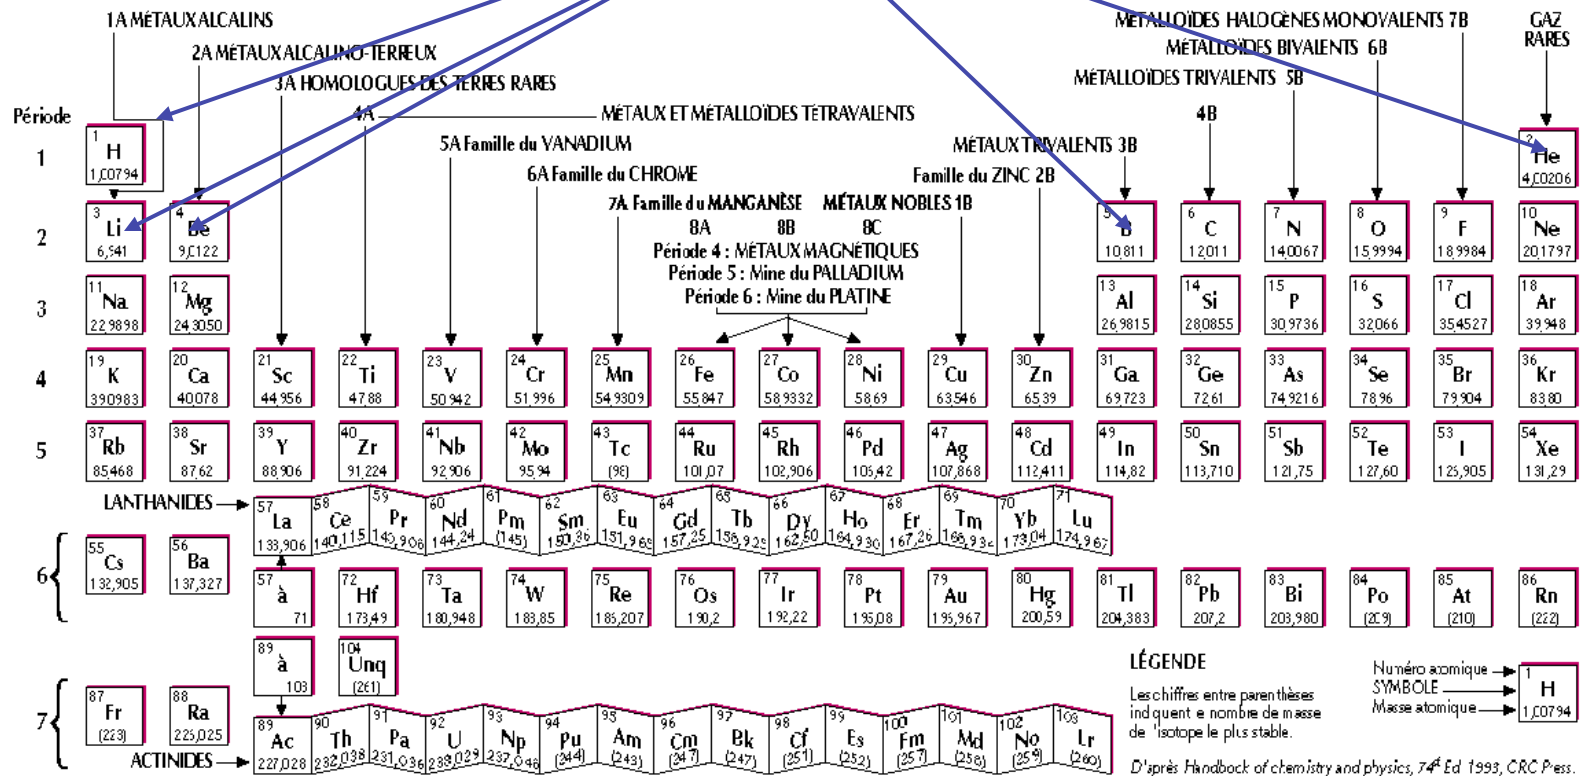 1A MÉTAUX ALCALINS
MÉTALLOÏDES HALOGÈNES MONOVALENTS 7B
GAZ RARES
2A MÉTAUX ALCALINO-TERREUX
MÉTALLOÏDES BIVALENTS 6B
3A HOMOLOGUES DES TERRES RARES
MÉTALLOÏDES TRIVALENTS 5B
4A MÉTAUX ET MÉTALLOÏDES TÉTRAVALENTS
4B
5A Famille du VANADIUM
MÉTAUX TRIVALENTS 3B
6A Famille du CHROME
Famille du ZINC 2B
7A Famille du MANGANÈSE
MÉTAUX NOBLES 1B
8A 8B 8C
Période 4 : MÉTAUX MAGNÉTIQUES
Période 5 : Mine du PALLADIUM
Période 6 : Mine du PLATINE
Période
1
1 H 1,00794
2 He 4,00206
2
3 Li 6,941
4 Be 9,0122
5 B 10,811
6 C 12,011
7 N 14,0067
8 O 15,9994
9 F 18,9984
10 Ne 20,1797
3
11 Na 22,9898
12 Mg 24,3050
13 Al 26,9815
14 Si 28,0855
15 P 30,9736
16 S 32,066
17 Cl 35,4527
18 Ar 39,948
4
19 K 39,0983
20 Ca 40,078
21 Sc 44,956
22 Ti 47,88
23 V 50,942
24 Cr 51,996
25 Mn 54,9309
26 Fe 55,847
27 Co 58,9332
28 Ni 58,69
29 Cu 63,546
30 Zn 65,39
31 Ga 69,723
32 Ge 72,61
33 As 74,9216
34 Se 78,96
35 Br 79,904
36 Kr 83,80
5
37 Rb 85,468
38 Sr 87,62
39 Y 88,906
40 Zr 91,224
41 Nb 92,906
42 Mo 95,94
43 Tc (98)
44 Ru 101,07
45 Rh 102,906
46 Pd 106,42
47 Ag 107,868
48 Cd 112,411
49 In 114,82
50 Sn 113,710
51 Sb 121,75
52 Te 127,60
53 I 126,905
54 Xe 131,29
LANTHANIDES
57 La 138,906
58 Ce 140,115
59 Pr 140,908
60 Nd 144,24
61 Pm (145)
62 Sm 150,36
63 Eu 151,965
64 Gd 157,25
65 Tb 158,925
66 Dy 162,50
67 Ho 164,930
68 Er 167,26
69 Tm 168,934
70 Yb 173,04
71 Lu 174,967
6
55 Cs 132,905
56 Ba 137,327
57 à 71
72 Hf 173,49
73 Ta 180,948
74 W 183,85
75 Re 186,207
76 Os 190,2
77 Ir 192,22
78 Pt 195,08
79 Au 196,967
80 Hg 200,59
81 Tl 204,383
82 Pb 207,2
83 Bi 203,980
84 Po (209)
85 At (210)
86 Rn (222)
89 à 103
104 Unq (261)
7
87 Fr (223)
88 Ra 226,025
ACTINIDES
89 Ac 227,028
90 Th 232,038
91 Pa 231,036
92 U 238,029
93 Np 237,048
94 Pu (244)
95 Am (243)
96 Cm (247)
97 Bk (247)
98 Cf (251)
99 Es (252)
100 Fm (257)
101 Md (258)
102 No (259)
103 Lr (260)
LÉGENDE
Les chiffres entre parenthèses
indiquent le nombre de masse
de l'isotope le plus stable.
Numéro atomique
SYMBOLE
Masse atomique
1 H 1,00794
D'après Handbock of chemistry and physics, 74e Ed 1993, CRC Press.